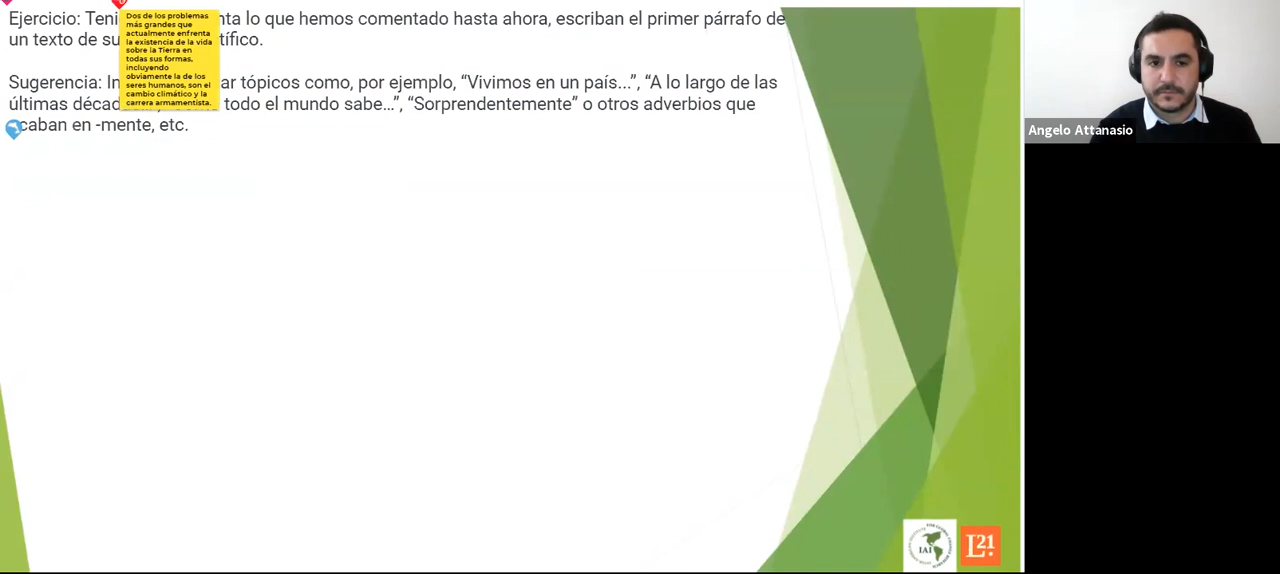 Ejercicio: Teni nta lo que hemos comentado hasta ahora, escriban el primer párrafo de
un texto de su tífico.
Sugerencia: In ar tópicos como, por ejemplo, “Vivimos en un país...”, “A lo largo de las
últimas décad todo el mundo sabe…”, “Sorprendentemente” o otros adverbios que
acaban en -mente, etc.
Dos de los problemas
más grandes que
actualmente enfrenta
la existencia de la vida
sobre la Tierra en
todas sus formas,
incluyendo
obviamente la de los
seres humanos, son el
cambio climático y la
carrera armamentista.
Angelo Attanasio
IAI
L21